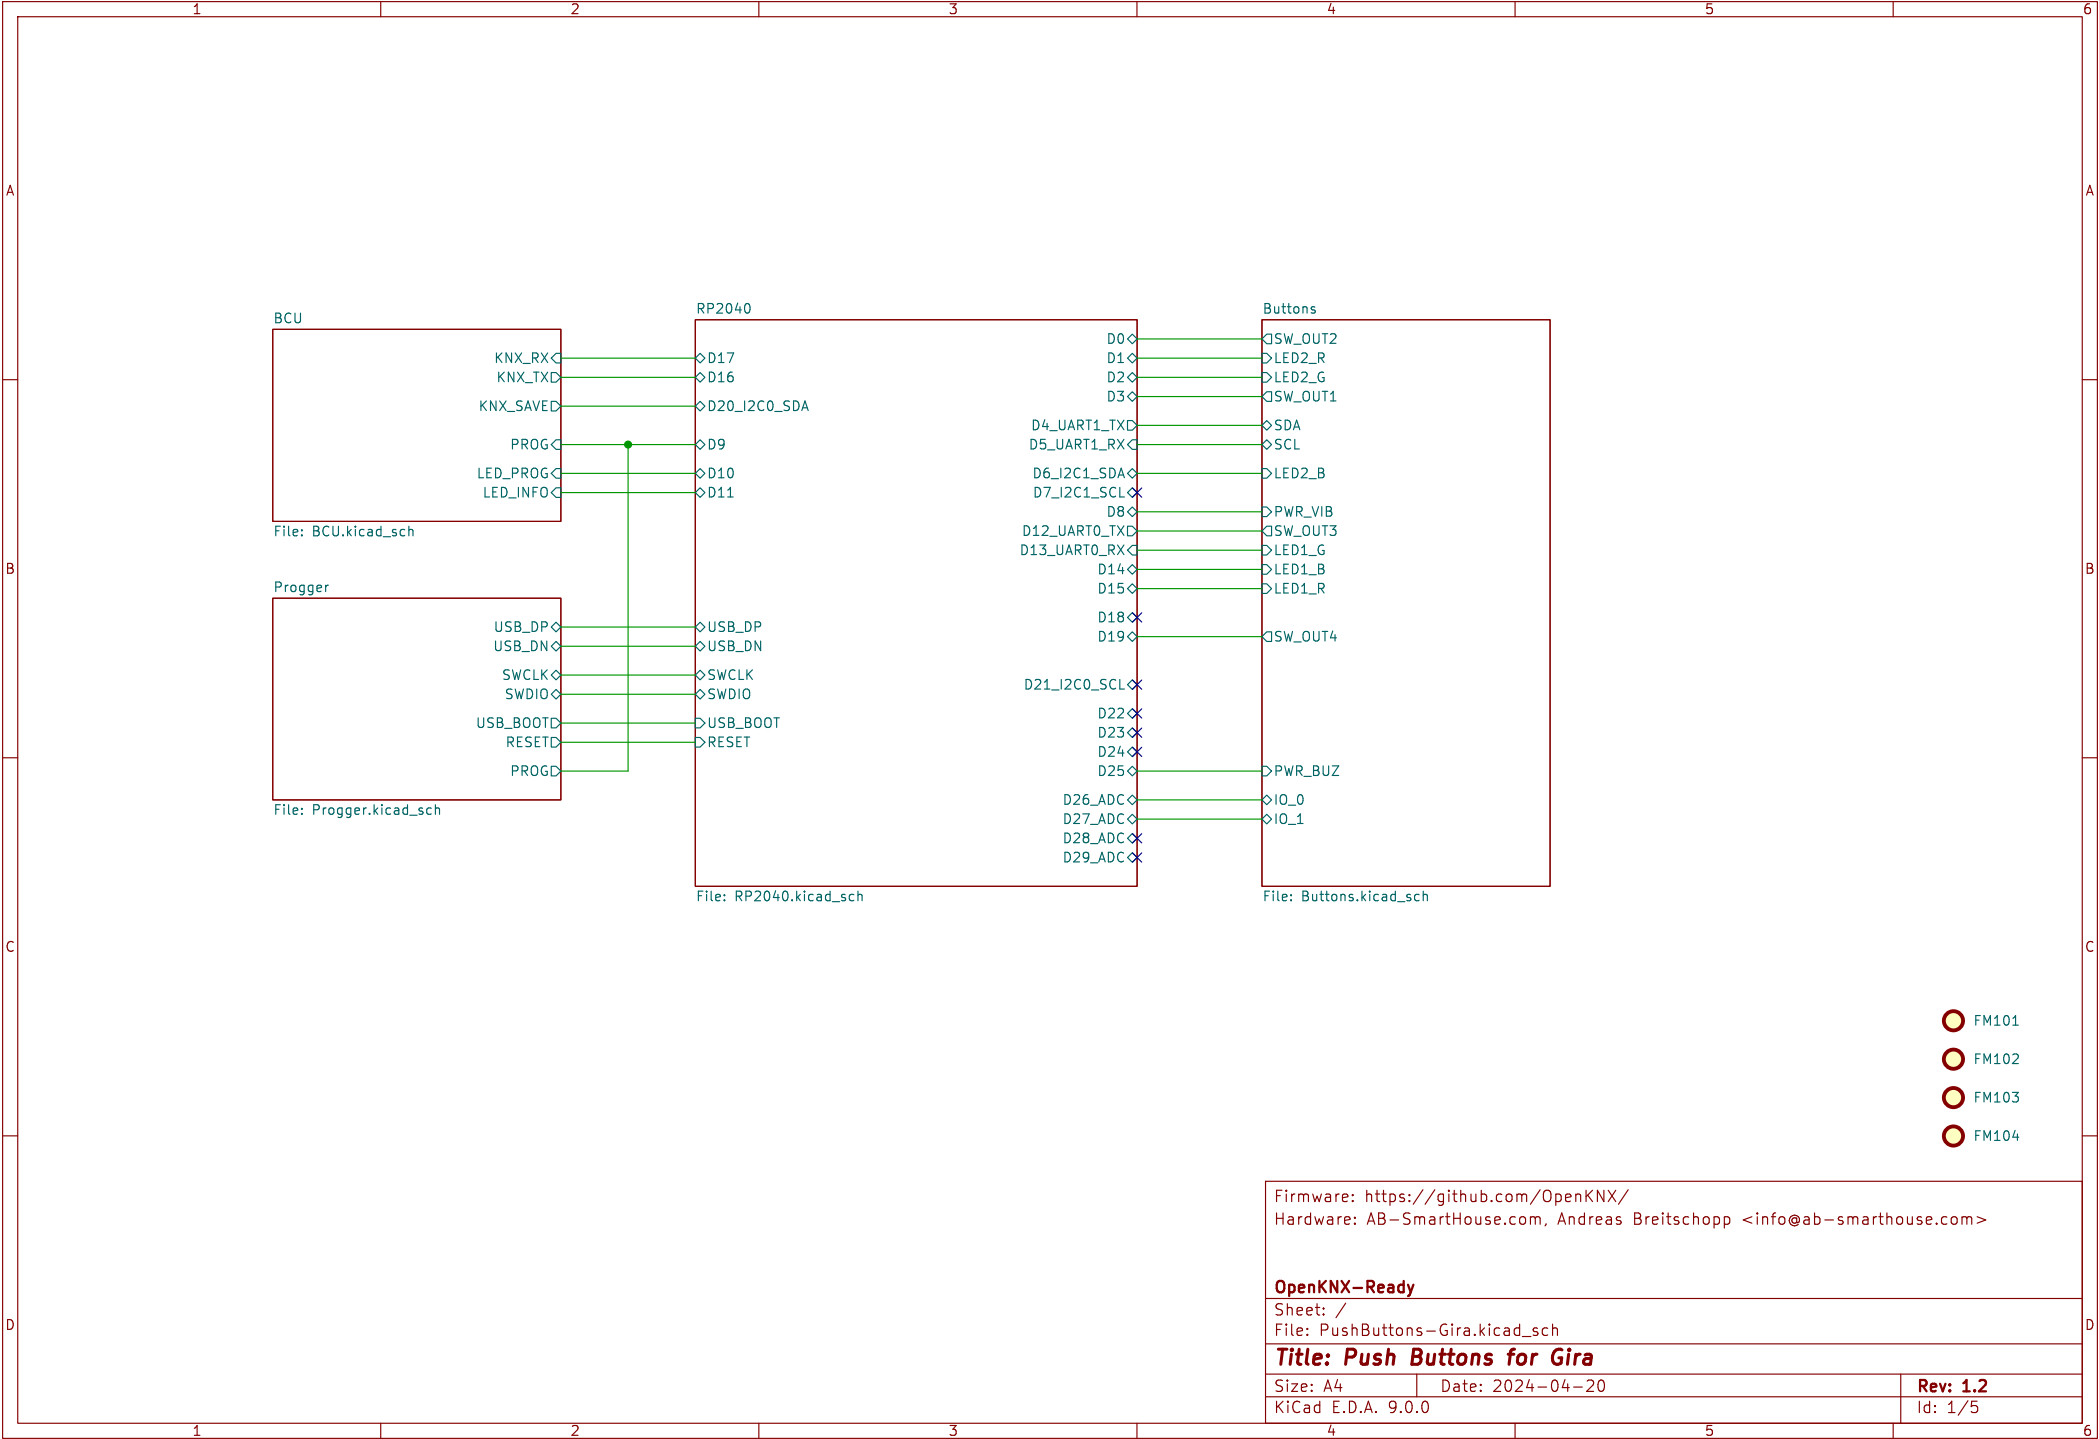 1 2 3 4 5 6
A A
B B
C C
D D
BCU
KNX_RX
KNX_TX
KNX_SAVE
PROG
LED_PROG
LED_INFO
File: BCU.kicad_sch
Progger
USB_DP
USB_DN
SWCLK
SWDIO
USB_BOOT
RESET
PROG
File: Progger.kicad_sch
RP2040
D17
D16
D20_I2C0_SDA
D9
D10
D11
USB_DP
USB_DN
SWCLK
SWDIO
USB_BOOT
RESET
D0
D1
D2
D3
D4_UART1_TX
D5_UART1_RX
D6_I2C1_SDA
D7_I2C1_SCL
D8
D12_UART0_TX
D13_UART0_RX
D14
D15
D18
D19
D21_I2C0_SCL
D22
D23
D24
D25
D26_ADC
D27_ADC
D28_ADC
D29_ADC
File: RP2040.kicad_sch
Buttons
SW_OUT2
LED2_R
LED2_G
SW_OUT1
SDA
SCL
LED2_B
PWR_VIB
SW_OUT3
LED1_G
LED1_B
LED1_R
SW_OUT4
PWR_BUZ
IO_0
IO_1
File: Buttons.kicad_sch
FM101
FM102
FM103
FM104
Firmware: https://github.com/OpenKNX/
Hardware: AB-SmartHouse.com, Andreas Breitschopp <info@ab-smarthouse.com>
OpenKNX-Ready
Sheet: /
File: PushButtons-Gira.kicad_sch
Title: Push Buttons for Gira
Size: A4 Date: 2024-04-20 Rev: 1.2
KiCad E.D.A. 9.0.0 Id: 1/5
1 2 3 4 5 6